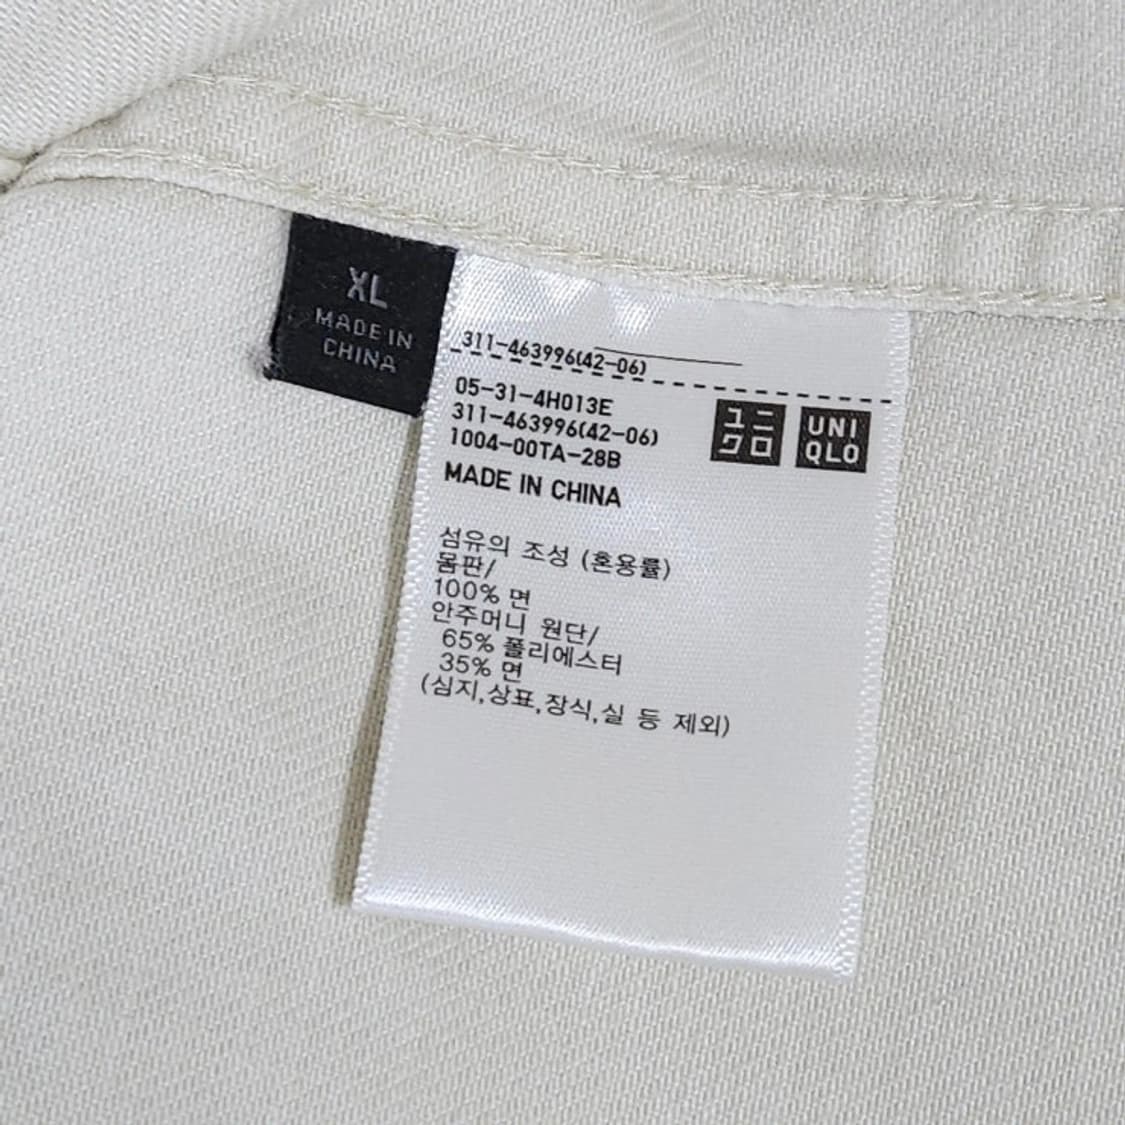 XL
MADE IN
CHINA
311-463996(42-06)
05-31-4H013E
311-463996(42-06)
1004-00TA-28B
MADE IN CHINA
ユニ
クロ
UNI
QLO
섬유의 조성 (혼용률)
몸판/
100% 면
안주머니 원단/
65% 폴리에스터
35% 면
(심지,상표,장식,실 등 제외)